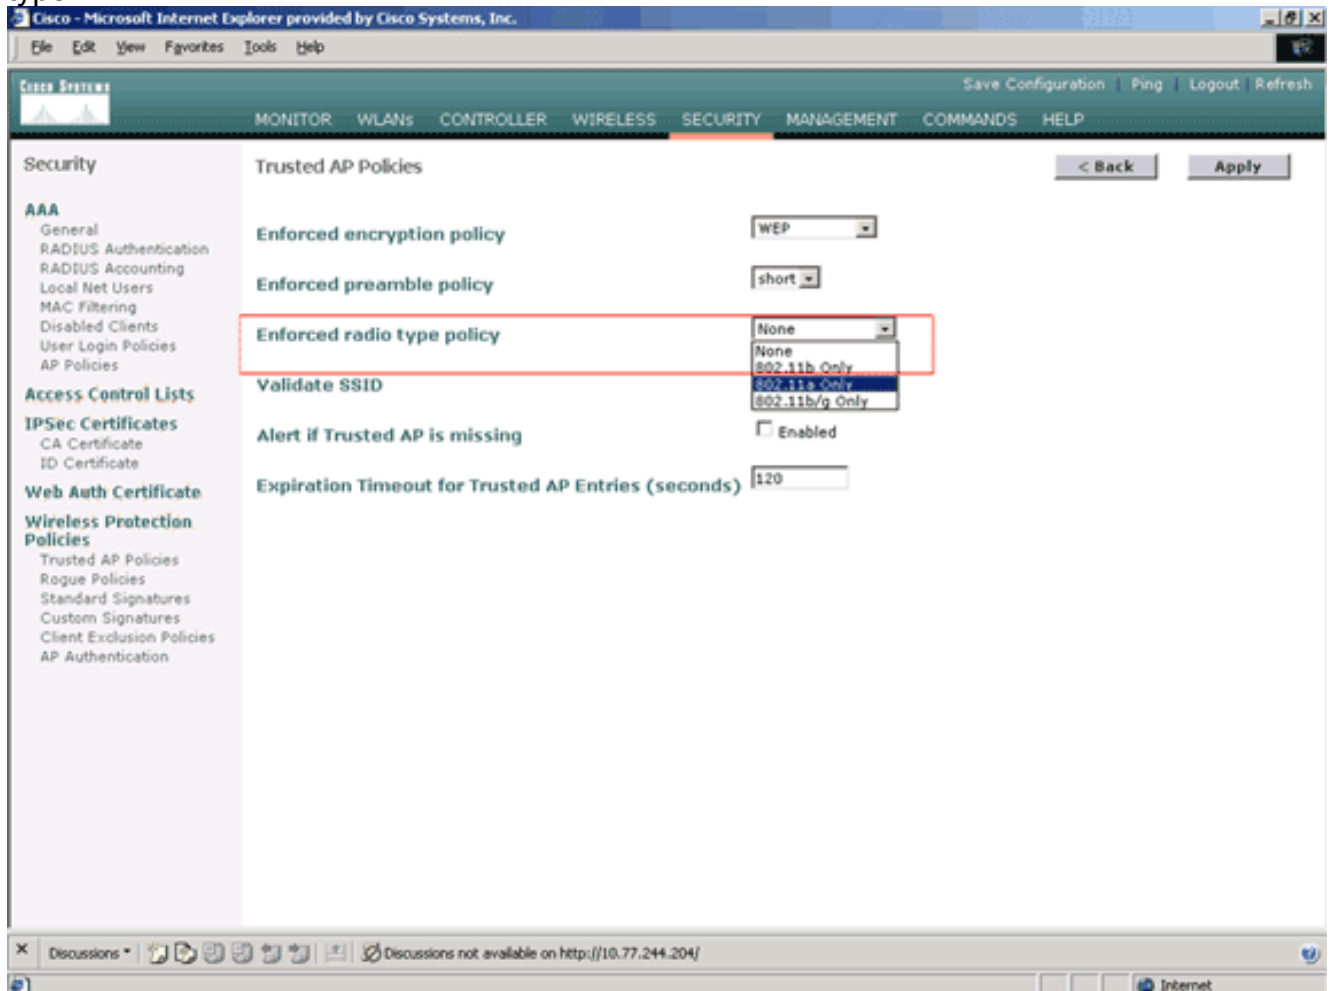 type
Cisco - Microsoft Internet Explorer provided by Cisco Systems, Inc.
File Edit View Favorites Tools Help
CISCO SYSTEMS
Save Configuration | Ping | Logout | Refresh
MONITOR WLANs CONTROLLER WIRELESS SECURITY MANAGEMENT COMMANDS HELP
Security
AAA
General
RADIUS Authentication
RADIUS Accounting
Local Net Users
MAC Filtering
Disabled Clients
User Login Policies
AP Policies
Access Control Lists
IPSec Certificates
CA Certificate
ID Certificate
Web Auth Certificate
Wireless Protection
Policies
Trusted AP Policies
Rogue Policies
Standard Signatures
Custom Signatures
Client Exclusion Policies
AP Authentication
Trusted AP Policies
< Back Apply
Enforced encryption policy WEP
Enforced preamble policy short
Enforced radio type policy None
None
802.11b Only
802.11a Only
802.11b/g Only
Validate SSID
Alert if Trusted AP is missing Enabled
Expiration Timeout for Trusted AP Entries (seconds) 120
Discussions Discussions not available on http://10.77.244.204/
Internet